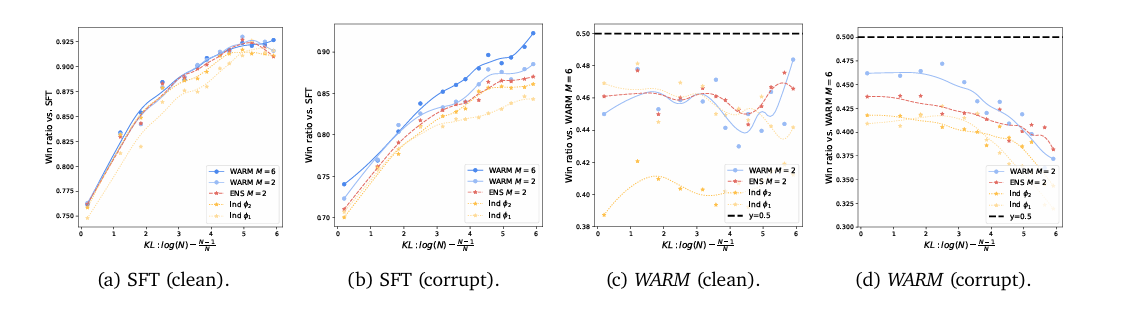 Win ratio vs. SFT
0.925
0.900
0.875
0.850
0.825
0.800
0.775
0.750
0
1
2
3
4
5
6
KL : log(N) − N−1/N
WARM M = 6
WARM M = 2
ENS M = 2
Ind ϕ2
Ind ϕ1
(a) SFT (clean).
Win ratio vs. SFT
0.90
0.85
0.80
0.75
0.70
0
1
2
3
4
5
6
KL : log(N) − N−1/N
WARM M = 6
WARM M = 2
ENS M = 2
Ind ϕ2
Ind ϕ1
(b) SFT (corrupt).
Win ratio vs. WARM M = 6
0.50
0.48
0.46
0.44
0.42
0.40
0.38
0
1
2
3
4
5
6
KL : log(N) − N−1/N
WARM M = 2
ENS M = 2
Ind ϕ2
Ind ϕ1
y=0.5
(c) WARM (clean).
Win ratio vs. WARM M = 6
0.500
0.475
0.450
0.425
0.400
0.375
0.350
0.325
0.300
0
1
2
3
4
5
6
KL : log(N) − N−1/N
WARM M = 2
ENS M = 2
Ind ϕ2
Ind ϕ1
y=0.5
(d) WARM (corrupt).